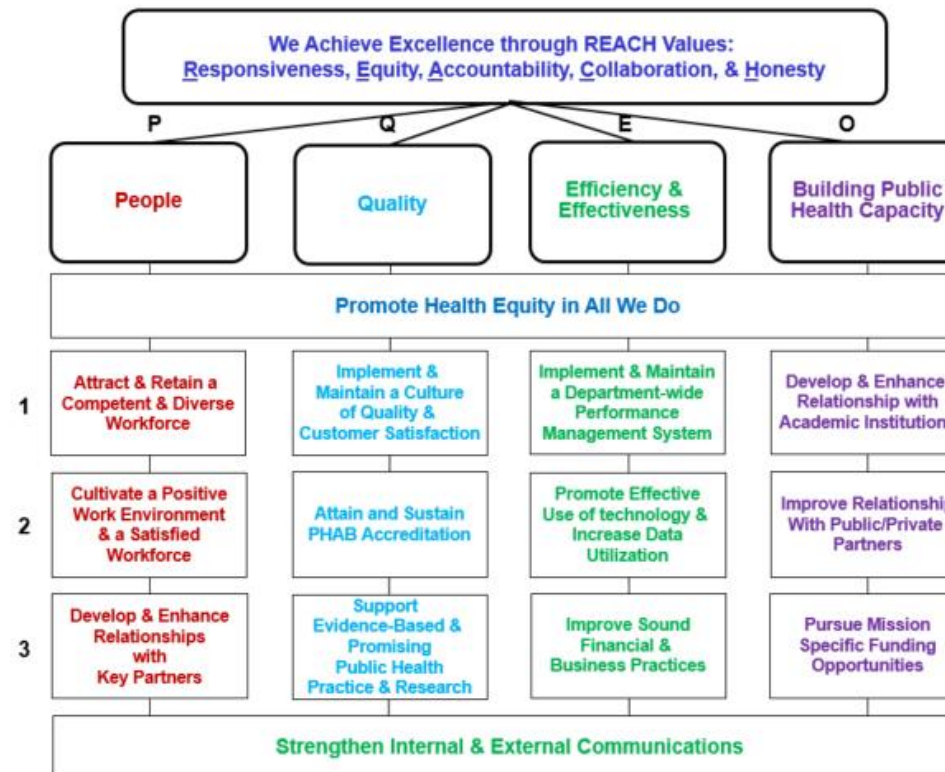 We Achieve Excellence through REACH Values:
Responsiveness, Equity, Accountability, Collaboration, & Honesty
P
Q
E
O
People
Quality
Efficiency &
Effectiveness
Building Public
Health Capacity
Promote Health Equity in All We Do
1
Attract & Retain a
Competent & Diverse
Workforce
Implement &
Maintain a Culture
of Quality &
Customer Satisfaction
Implement & Maintain
a Department-wide
Performance
Management System
Develop & Enhance
Relationship with
Academic Institution
2
Cultivate a Positive
Work Environment
& a Satisfied
Workforce
Attain and Sustain
PHAB Accreditation
Promote Effective
Use of technology &
Increase Data
Utilization
Improve Relationship
With Public/Private
Partners
3
Develop & Enhance
Relationships
with
Key Partners
Support
Evidence-Based &
Promising
Public Health
Practice & Research
Improve Sound
Financial &
Business Practices
Pursue Mission
Specific Funding
Opportunities
Strengthen Internal & External Communications